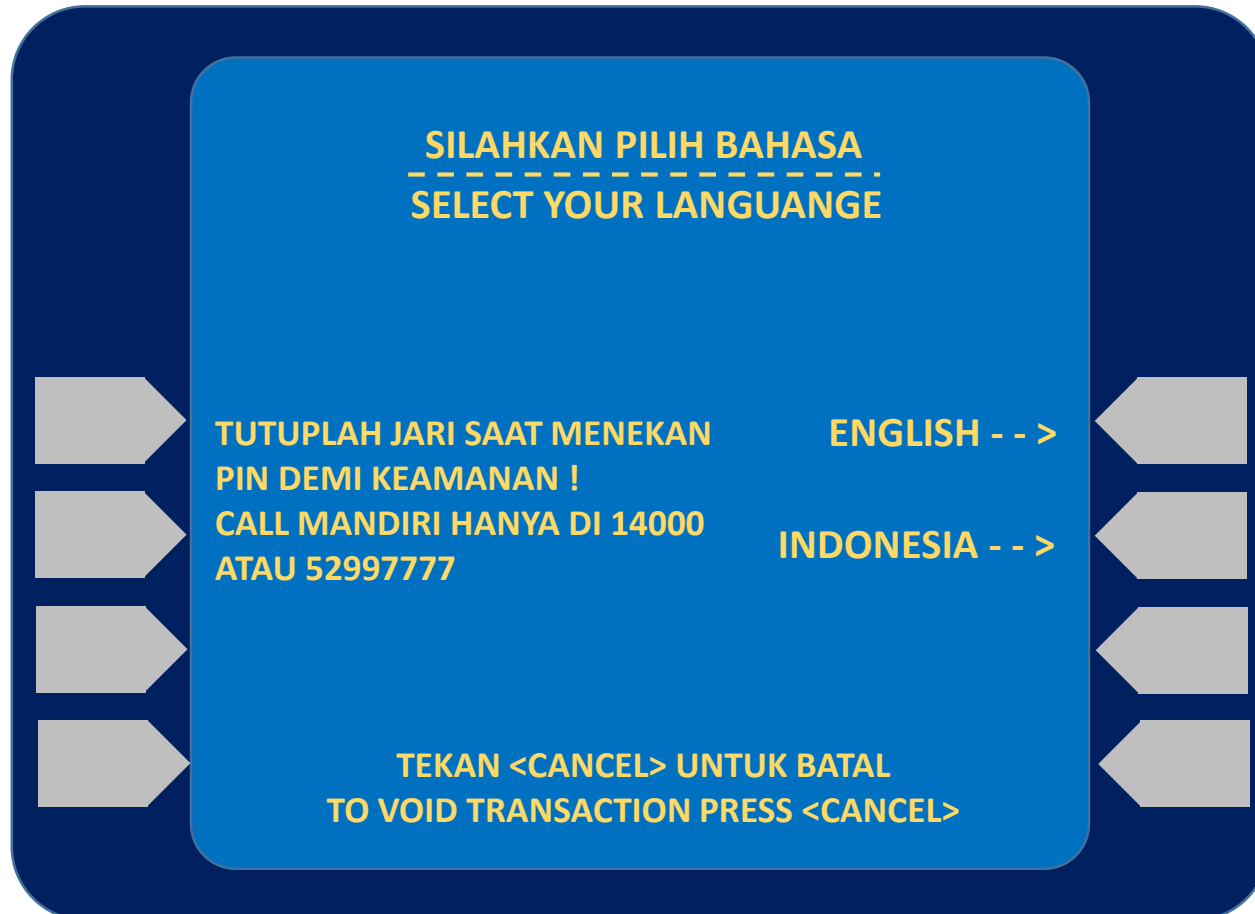 SILAHKAN PILIH BAHASA
SELECT YOUR LANGUANGE
TUTUPLAH JARI SAAT MENEKAN
PIN DEMI KEAMANAN !
CALL MANDIRI HANYA DI 14000
ATAU 52997777
ENGLISH - - >
INDONESIA - - >
TEKAN <CANCEL> UNTUK BATAL
TO VOID TRANSACTION PRESS <CANCEL>